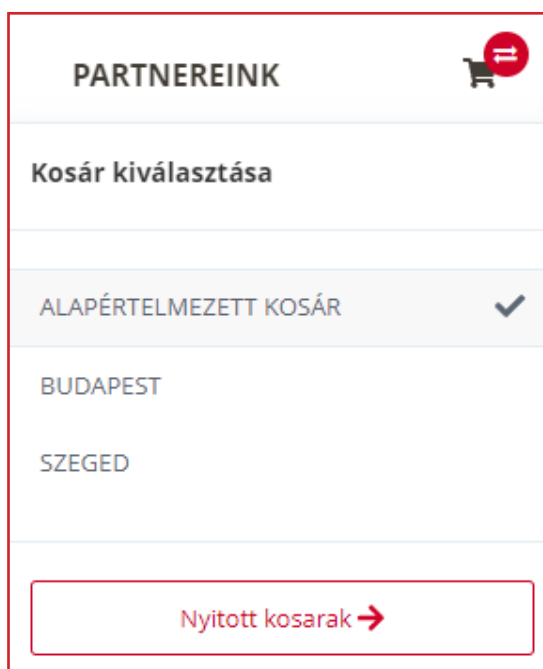 PARTNEREINK
Kosár kiválasztása
ALAPÉRTELMEZETT KOSÁR
BUDAPEST
SZEGED
Nyitott kosarak